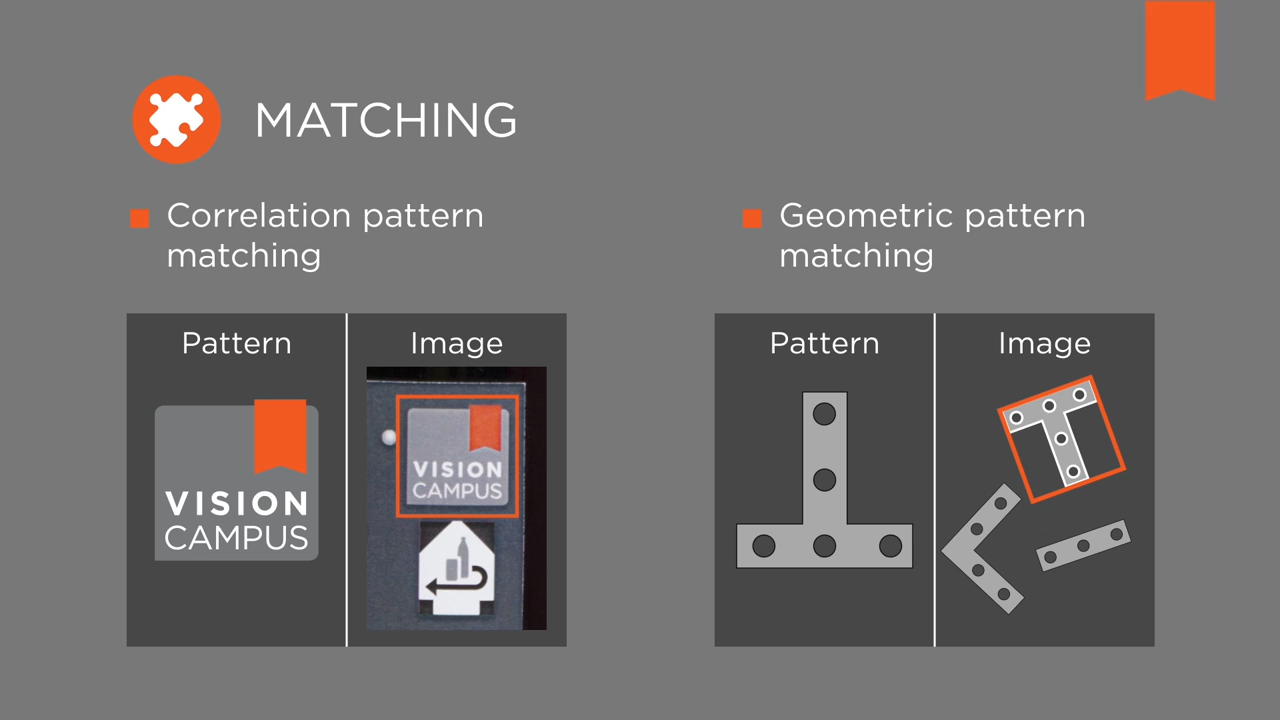 MATCHING
Correlation pattern
matching
Pattern
Image
VISION
CAMPUS
VISION
CAMPUS
Geometric pattern
matching
Pattern
Image